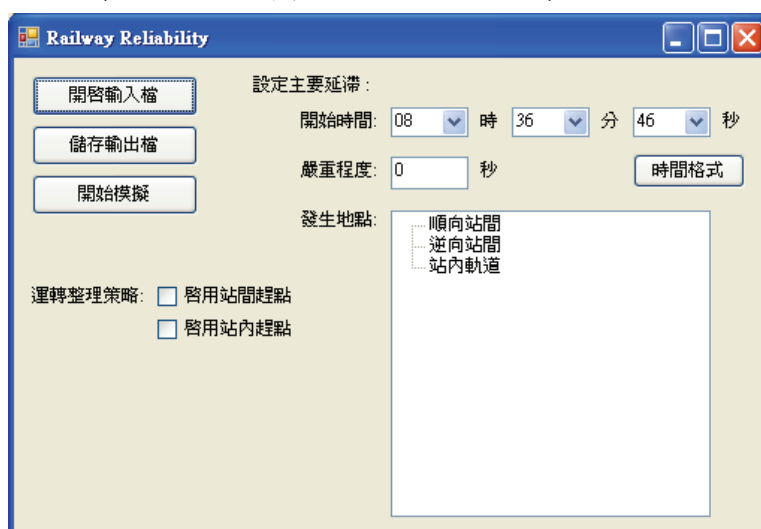 Railway Reliability
開啓輸入檔
儲存輸出檔
開始模擬
設定主要延滯:
開始時間: 08 時 36 分 46 秒
嚴重程度: 0 秒 時間格式
發生地點:
順向站間
逆向站間
站內軌道
運轉整理策略: 啓用站間趕點
啓用站內趕點